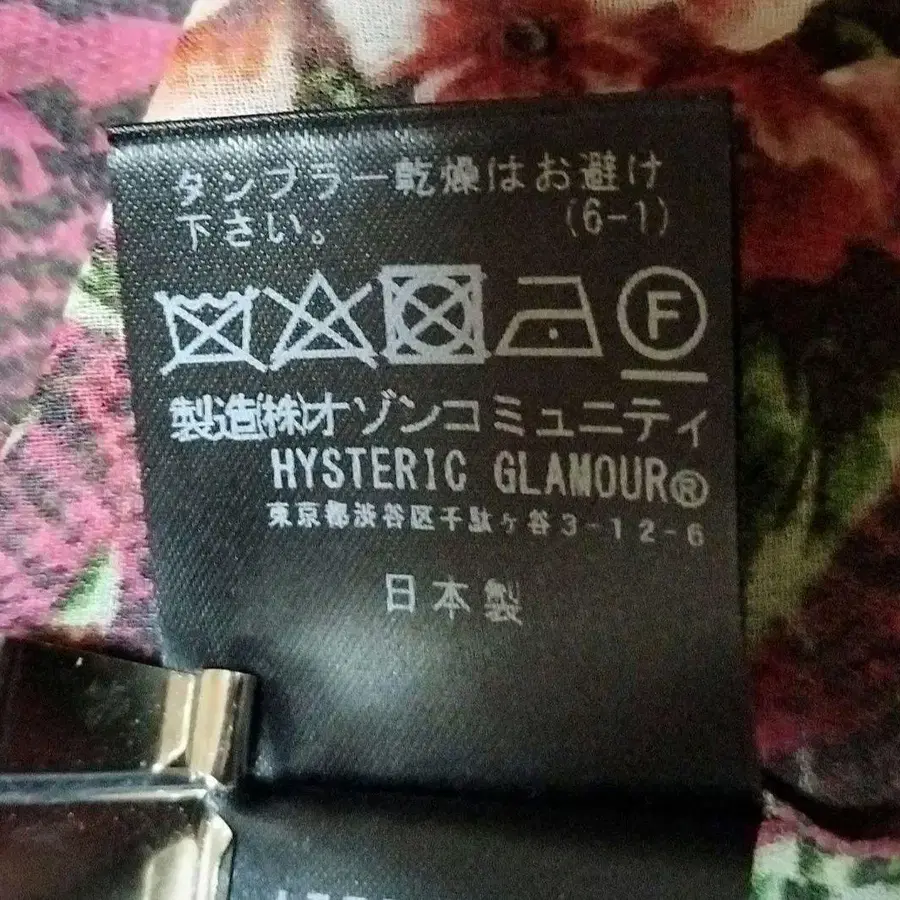 タンブラー乾燥はお避け
下さい。 (6-1)
F
製造(株)オゾンコミュニティ
HYSTERIC GLAMOUR®
東京都渋谷区千駄ヶ谷3-12-6
日本製